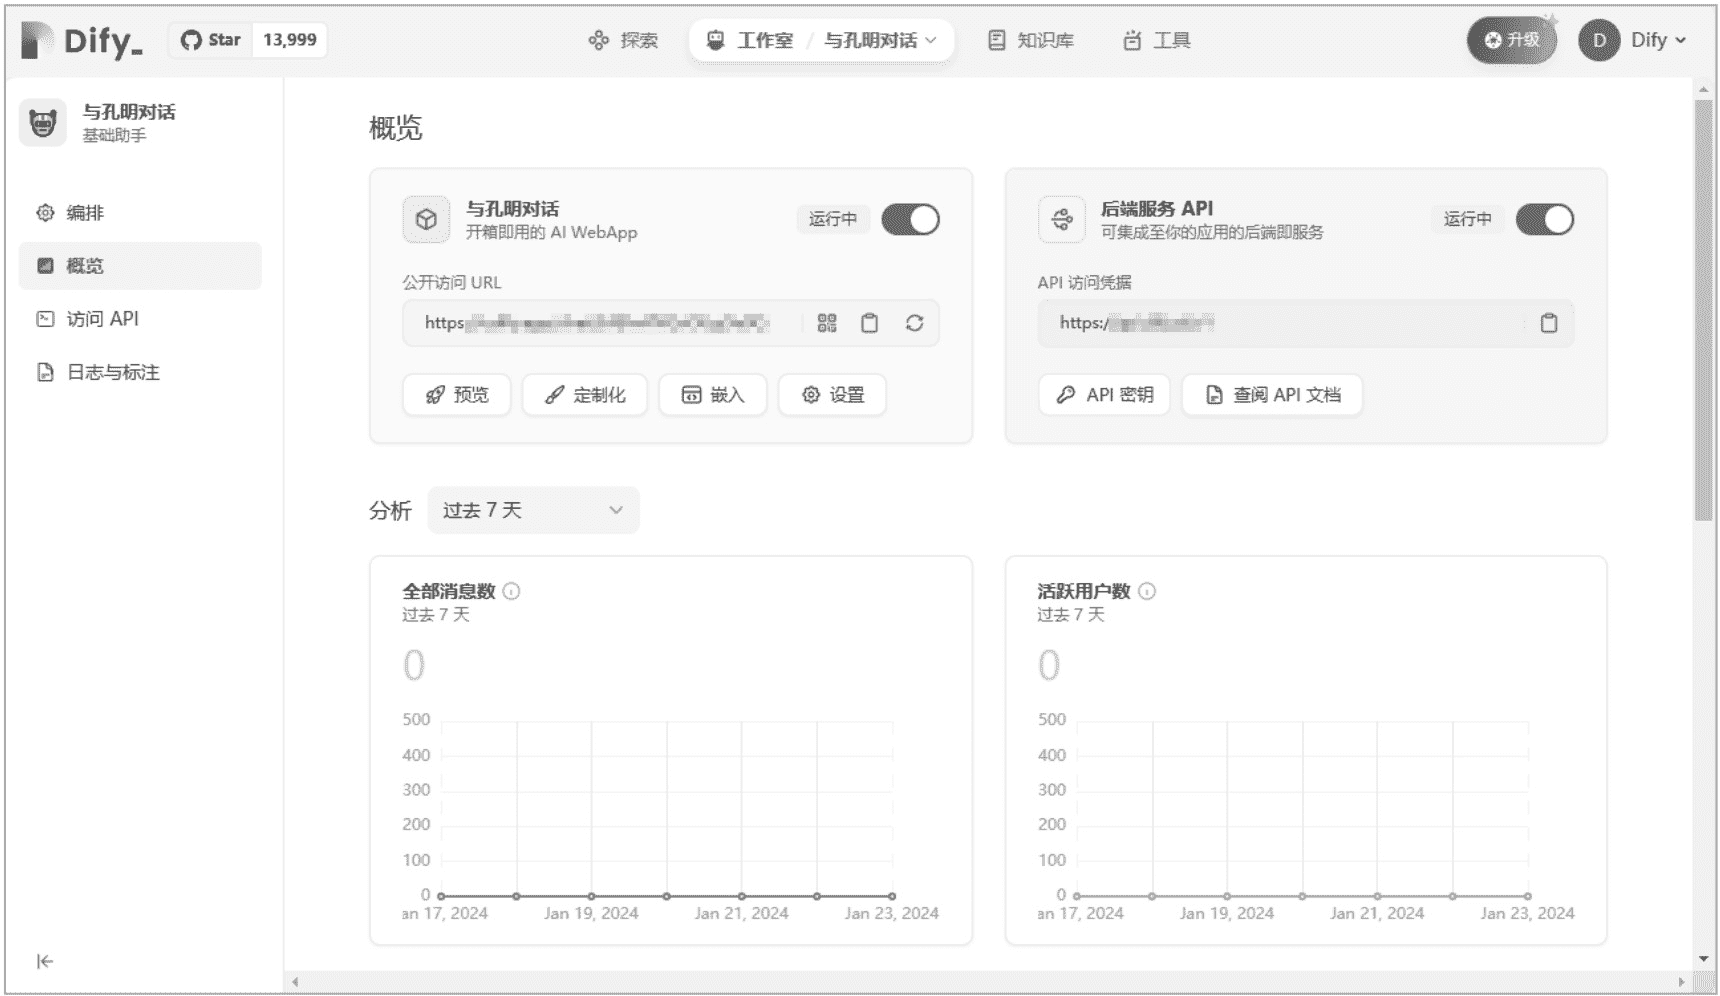 Dify_
Star 13,999
探索
工作室 / 与孔明对话
知识库
工具
升级
D Dify
与孔明对话
基础助手
编排
概览
访问 API
日志与标注
概览
与孔明对话
开箱即用的 AI WebApp
运行中
公开访问 URL
https
预览
定制化
嵌入
设置
后端服务 API
可集成至你的应用的后端即服务
运行中
API 访问凭据
https:/
API 密钥
查阅 API 文档
分析
过去 7 天
全部消息数
过去 7 天
0
500
400
300
200
100
0
an 17, 2024 Jan 19, 2024 Jan 21, 2024 Jan 23, 2024
活跃用户数
过去 7 天
0
500
400
300
200
100
0
an 17, 2024 Jan 19, 2024 Jan 21, 2024 Jan 23, 2024